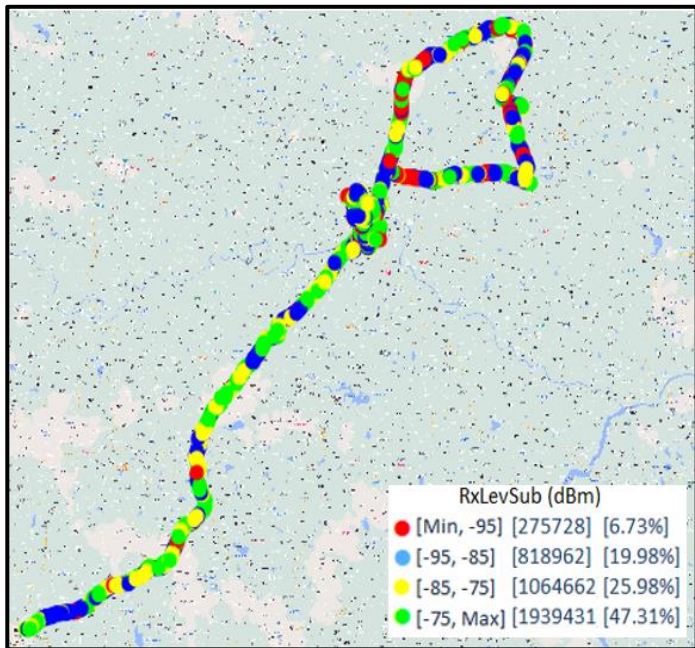 RxLevSub (dBm)
[Min, -95] [275728] [6.73%]
[-95, -85] [818962] [19.98%]
[-85, -75] [1064662 [25.98%]
[-75, Max] [1939431 [47.31%]